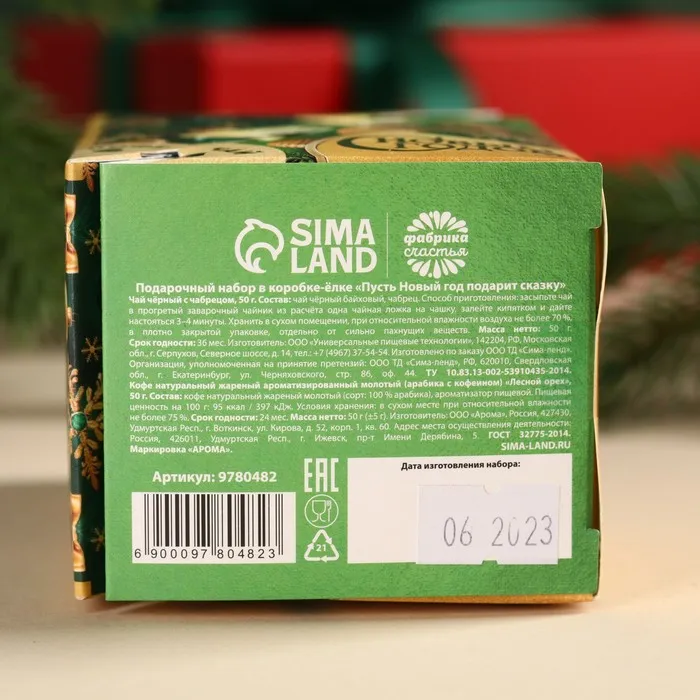 SIMA
LAND
фабрика
счастья
Подарочный набор в коробке-ёлке «Пусть Новый год подарит сказку»
Чай чёрный с чабрецом, 50 г. Состав: чай чёрный байховый, чабрец. Способ приготовления: засыпьте чай
в прогретый заварочный чайник из расчёта одна чайная ложка на чашку, залейте кипятком и дайте
настояться 3–4 минуты. Хранить в сухом помещении, при относительной влажности воздуха не более 70 %,
в плотно закрытой упаковке, отдельно от сильно пахнущих веществ. Масса нетто: 50 г.
Срок годности: 36 мес. Изготовитель: ООО «Универсальные пищевые технологии», 142204, РФ, Московская
обл., г. Серпухов, Северное шоссе, д. 14, тел.: +7 (4967) 37-54-54. Изготовлено по заказу ООО ТД «Сима-ленд».
Организация, уполномоченная на принятие претензий: ООО ТД «Сима-ленд», РФ, 620010, Свердловская
обл., г. Екатеринбург, ул. Черняховского, стр. 86, оф. 44. ТУ 10.83.13-002-53910435-2014.
Кофе натуральный жареный ароматизированный молотый (арабика с кофеином) «Лесной орех»,
50 г. Состав: кофе натуральный жареный молотый (сорт: 100 % арабика), ароматизатор пищевой. Пищевая
ценность на 100 г: 95 ккал / 397 кДж. Условия хранения: в сухом месте при относительной влажности
не более 75 %. Срок годности: 24 мес. Масса нетто: 50 г (±5 г). Изготовитель: ООО «Арома», Россия, 427430,
Удмуртская Респ., г. Воткинск, ул. Кирова, д. 52, корп. 1, кв. 60. Адрес места осуществления деятельности:
Россия, 426011, Удмуртская Респ., г. Ижевск, пр-т Имени Дерябина, 5. ГОСТ 32775-2014.
Маркировка «АРОМА». SIMA-LAND.RU
Артикул: 9780482
EAC
Дата изготовления набора:
06 2023
21
6 900097 804823